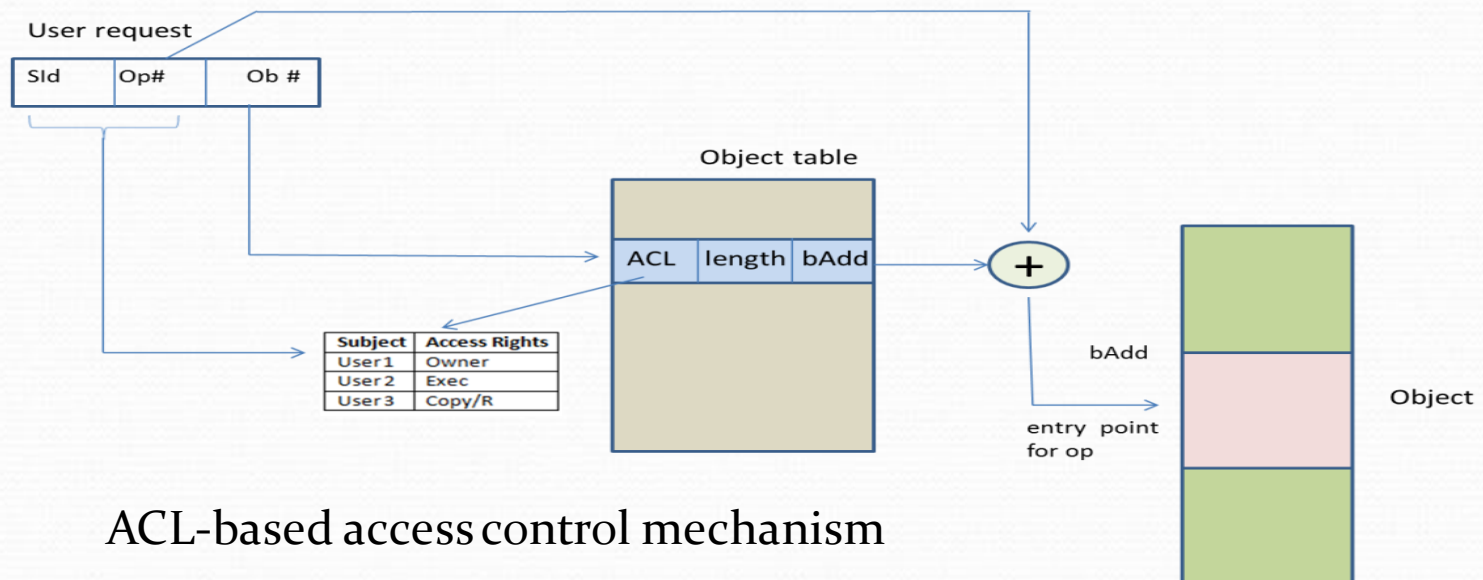 User request
SId Op# Ob #
Object table
ACL length bAdd
+
Subject Access Rights
User1 Owner
User2 Exec
User3 Copy/R
bAdd
Object
entry point
for op
ACL-based access control mechanism